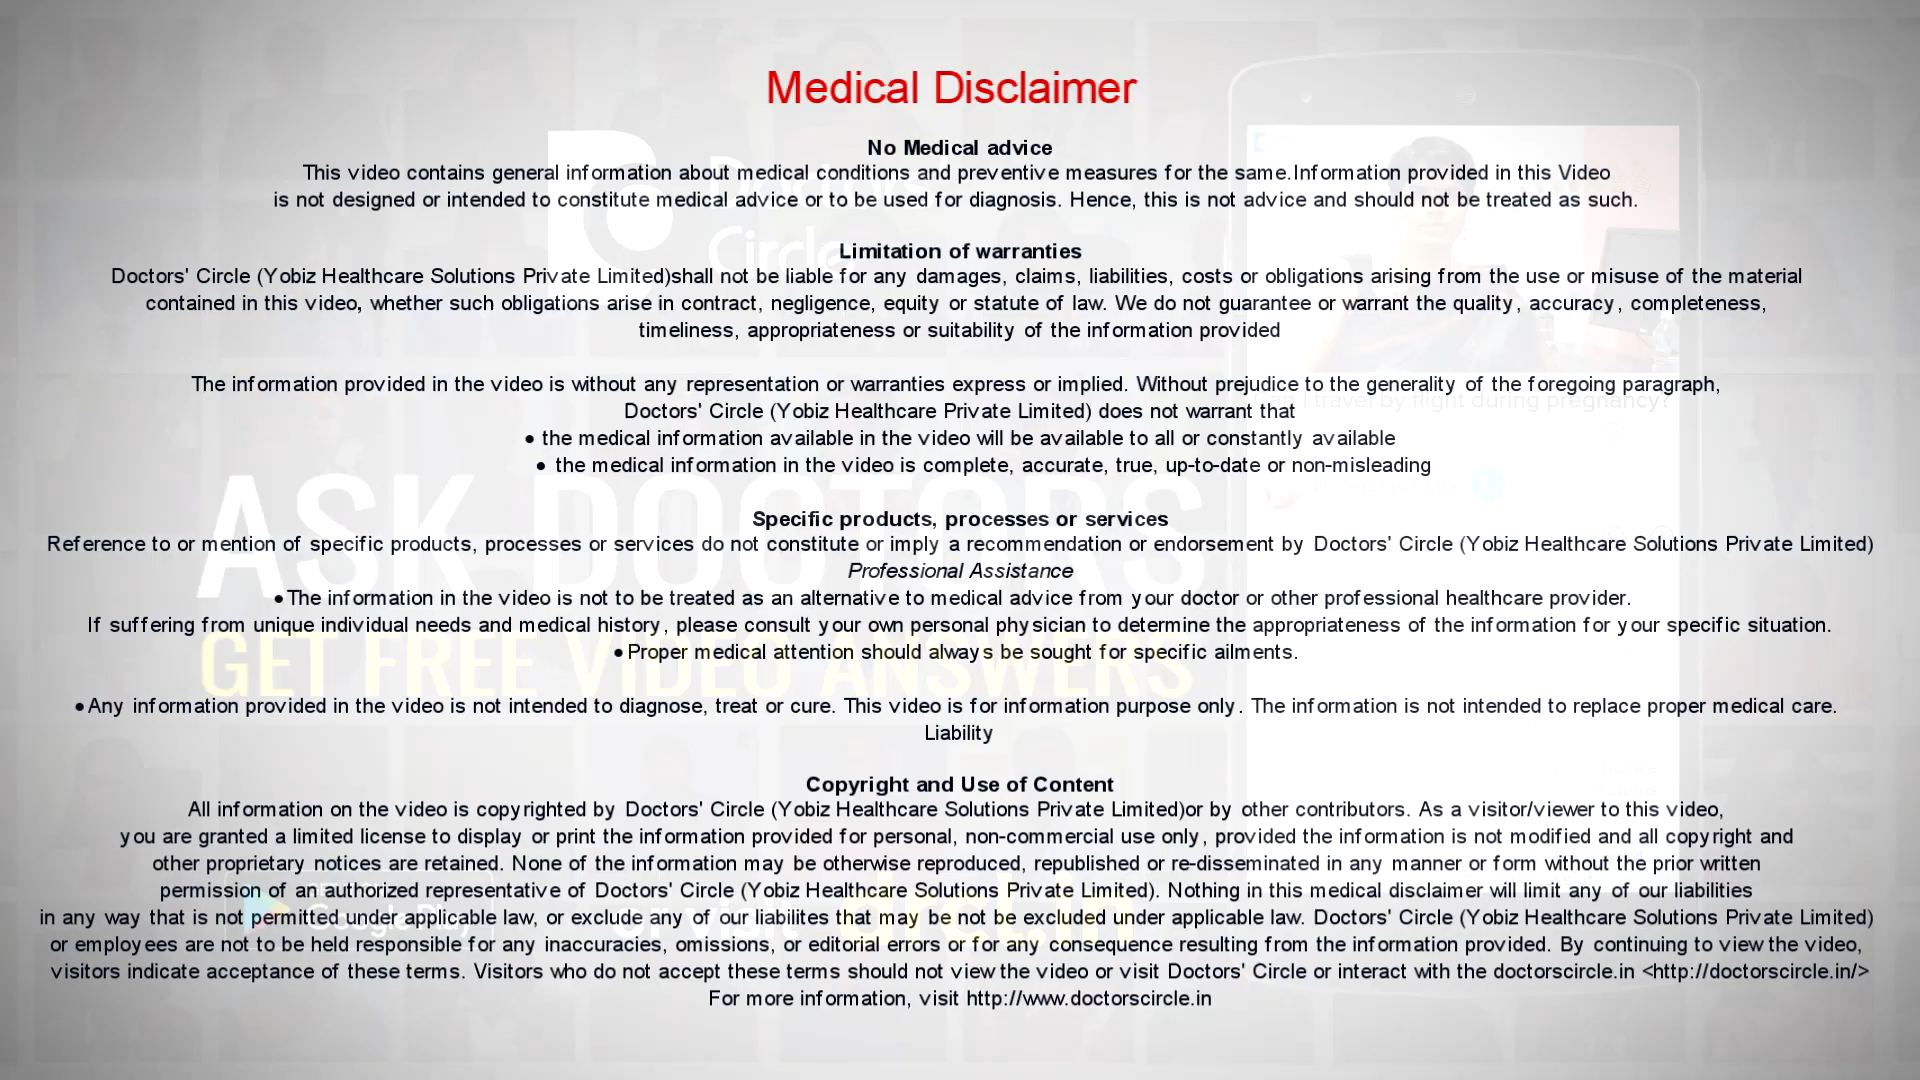 Medical Disclaimer
No Medical advice
This video contains general information about medical conditions and preventive measures for the same.Information provided in this Video
is not designed or intended to constitute medical advice or to be used for diagnosis. Hence, this is not advice and should not be treated as such.
Doctors'
Circle
Limitation of warranties
Doctors' Circle (Yobiz Healthcare Solutions Private Limited)shall not be liable for any damages, claims, liabilities, costs or obligations arising from the use or misuse of the material
contained in this video, whether such obligations arise in contract, negligence, equity or statute of law. We do not guarantee or warrant the quality, accuracy, completeness,
timeliness, appropriateness or suitability of the information provided
The information provided in the video is without any representation or warranties express or implied. Without prejudice to the generality of the foregoing paragraph,
Can I travel by flight during pregnancy?
Doctors' Circle (Yobiz Healthcare Private Limited) does not warrant that
• the medical information available in the video will be available to all or constantly available
• the medical information in the video is complete, accurate, true, up-to-date or non-misleading
ASK DOCTORS
Specific products, processes or services
Reference to or mention of specific products, processes or services do not constitute or imply a recommendation or endorsement by Doctors' Circle (Yobiz Healthcare Solutions Private Limited)
Professional Assistance
•The information in the video is not to be treated as an alternative to medical advice from your doctor or other professional healthcare provider.
If suffering from unique individual needs and medical history, please consult your own personal physician to determine the appropriateness of the information for your specific situation.
•Proper medical attention should always be sought for specific ailments.
GET FREE VIDEO ANSWERS
•Any information provided in the video is not intended to diagnose, treat or cure. This video is for information purpose only. The information is not intended to replace proper medical care.
Liability
Copyright and Use of Content
All information on the video is copyrighted by Doctors' Circle (Yobiz Healthcare Solutions Private Limited)or by other contributors. As a visitor/viewer to this video,
you are granted a limited license to display or print the information provided for personal, non-commercial use only, provided the information is not modified and all copyright and
other proprietary notices are retained. None of the information may be otherwise reproduced, republished or re-disseminated in any manner or form without the prior written
permission of an authorized representative of Doctors' Circle (Yobiz Healthcare Solutions Private Limited). Nothing in this medical disclaimer will limit any of our liabilities
in any way that is not permitted under applicable law, or exclude any of our liabilites that may be not be excluded under applicable law. Doctors' Circle (Yobiz Healthcare Solutions Private Limited)
Google Play
or visit drcl.in
or employees are not to be held responsible for any inaccuracies, omissions, or editorial errors or for any consequence resulting from the information provided. By continuing to view the video,
visitors indicate acceptance of these terms. Visitors who do not accept these terms should not view the video or visit Doctors' Circle or interact with the doctorscircle.in <http://doctorscircle.in/>
For more information, visit http://www.doctorscircle.in